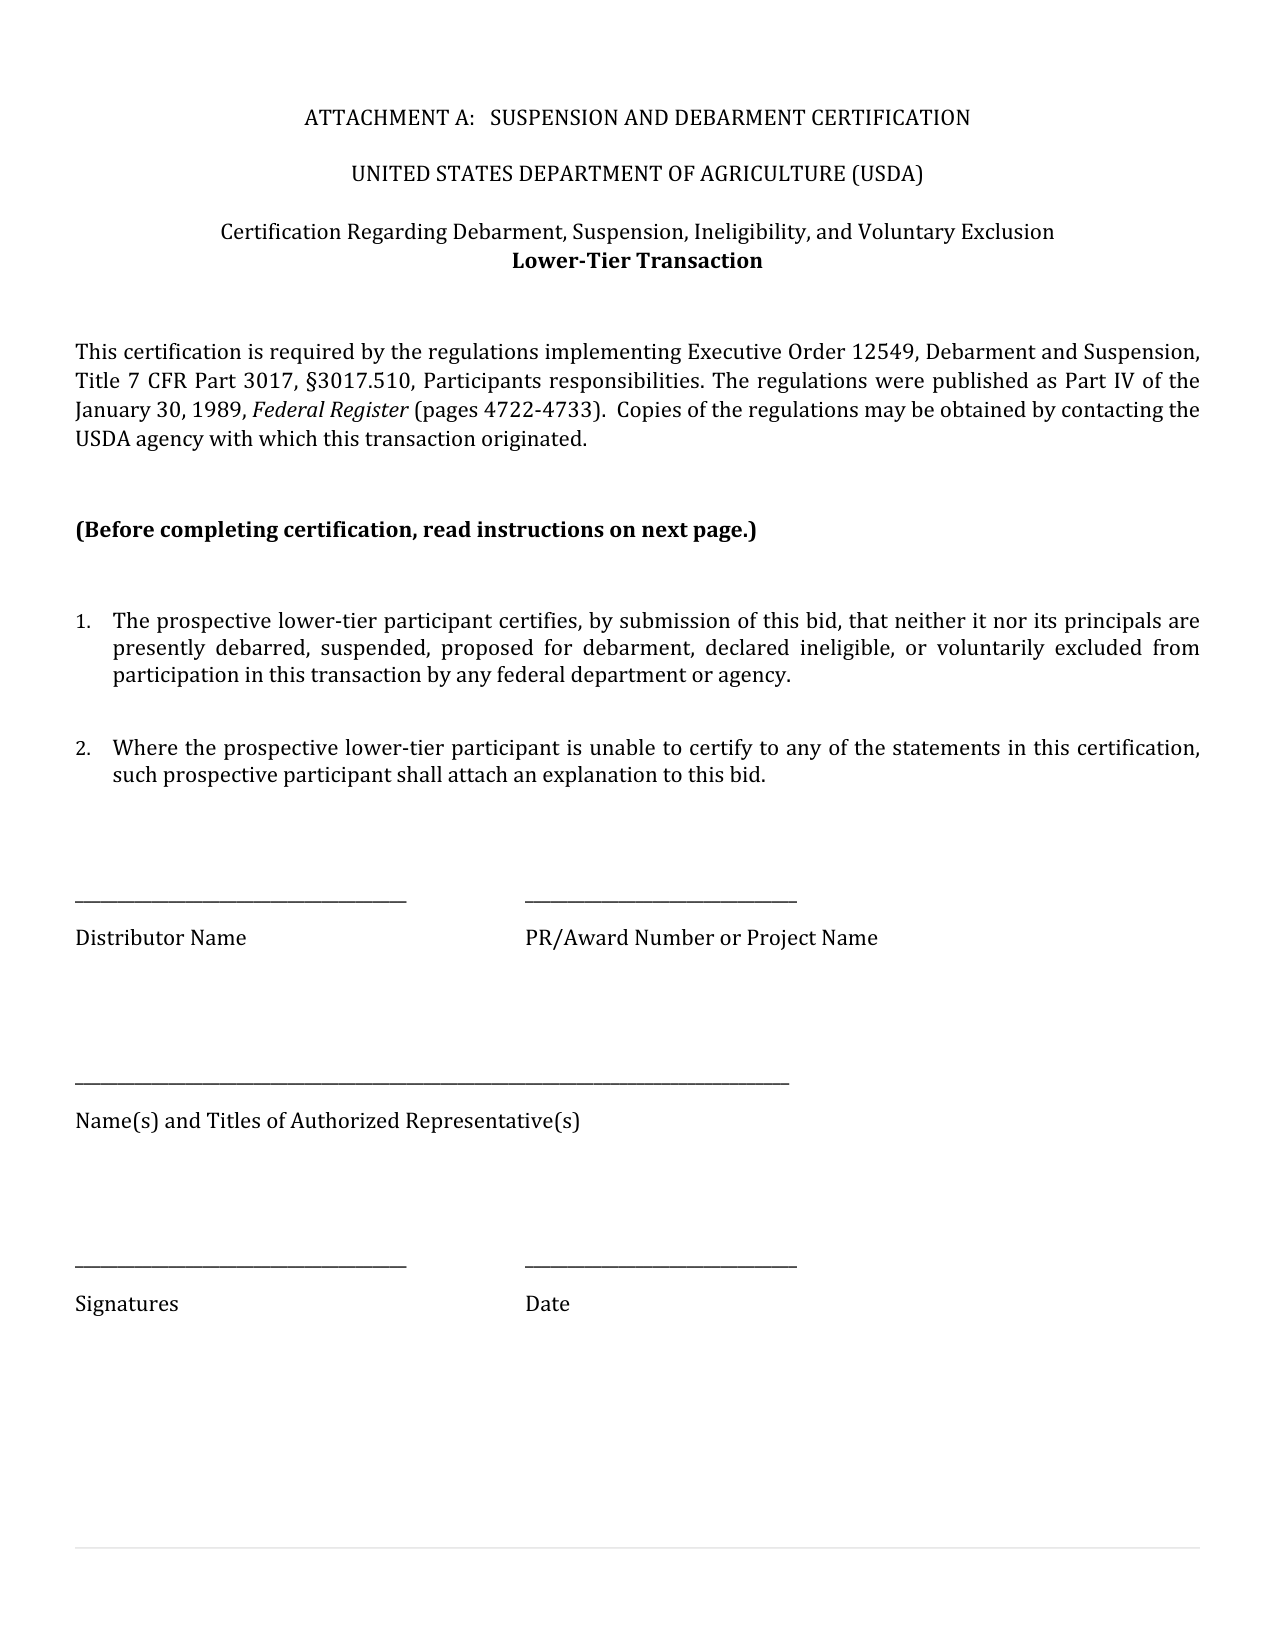 ATTACHMENT A:   SUSPENSION AND DEBARMENT CERTIFICATION
UNITED STATES DEPARTMENT OF AGRICULTURE (USDA)
Certification Regarding Debarment, Suspension, Ineligibility, and Voluntary Exclusion
Lower-Tier Transaction
This certification is required by the regulations implementing Executive Order 12549, Debarment and Suspension,
Title 7 CFR Part 3017, §3017.510, Participants responsibilities. The regulations were published as Part IV of the
January 30, 1989, Federal Register (pages 4722-4733).  Copies of the regulations may be obtained by contacting the
USDA agency with which this transaction originated.
(Before completing certification, read instructions on next page.)
1. The prospective lower-tier participant certifies, by submission of this bid, that neither it nor its principals are
presently debarred, suspended, proposed for debarment, declared ineligible, or voluntarily excluded from
participation in this transaction by any federal department or agency.
2. Where the prospective lower-tier participant is unable to certify to any of the statements in this certification,
such prospective participant shall attach an explanation to this bid.
Distributor Name PR/Award Number or Project Name
Name(s) and Titles of Authorized Representative(s)
Signatures Date